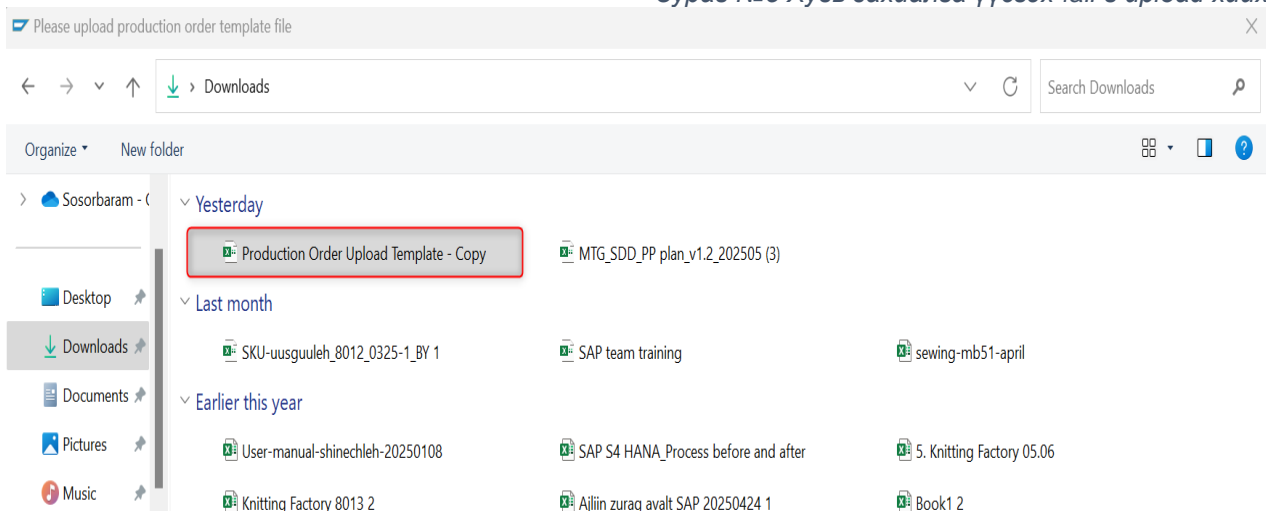 Please upload production order template file
Downloads
Search Downloads
Organize
New folder
Sosorbaram - (
Yesterday
Production Order Upload Template - Copy
MTG_SDD_PP plan_v1.2_202505 (3)
Desktop
Last month
Downloads
SKU-uusguuleh_8012_0325-1_BY 1
SAP team training
sewing-mb51-april
Documents
Earlier this year
Pictures
User-manual-shinechleh-20250108
SAP S4 HANA_Process before and after
5. Knitting Factory 05.06
Music
Knitting Factory 8013 2
Ajliin zurag avalt SAP 20250424 1
Book1 2